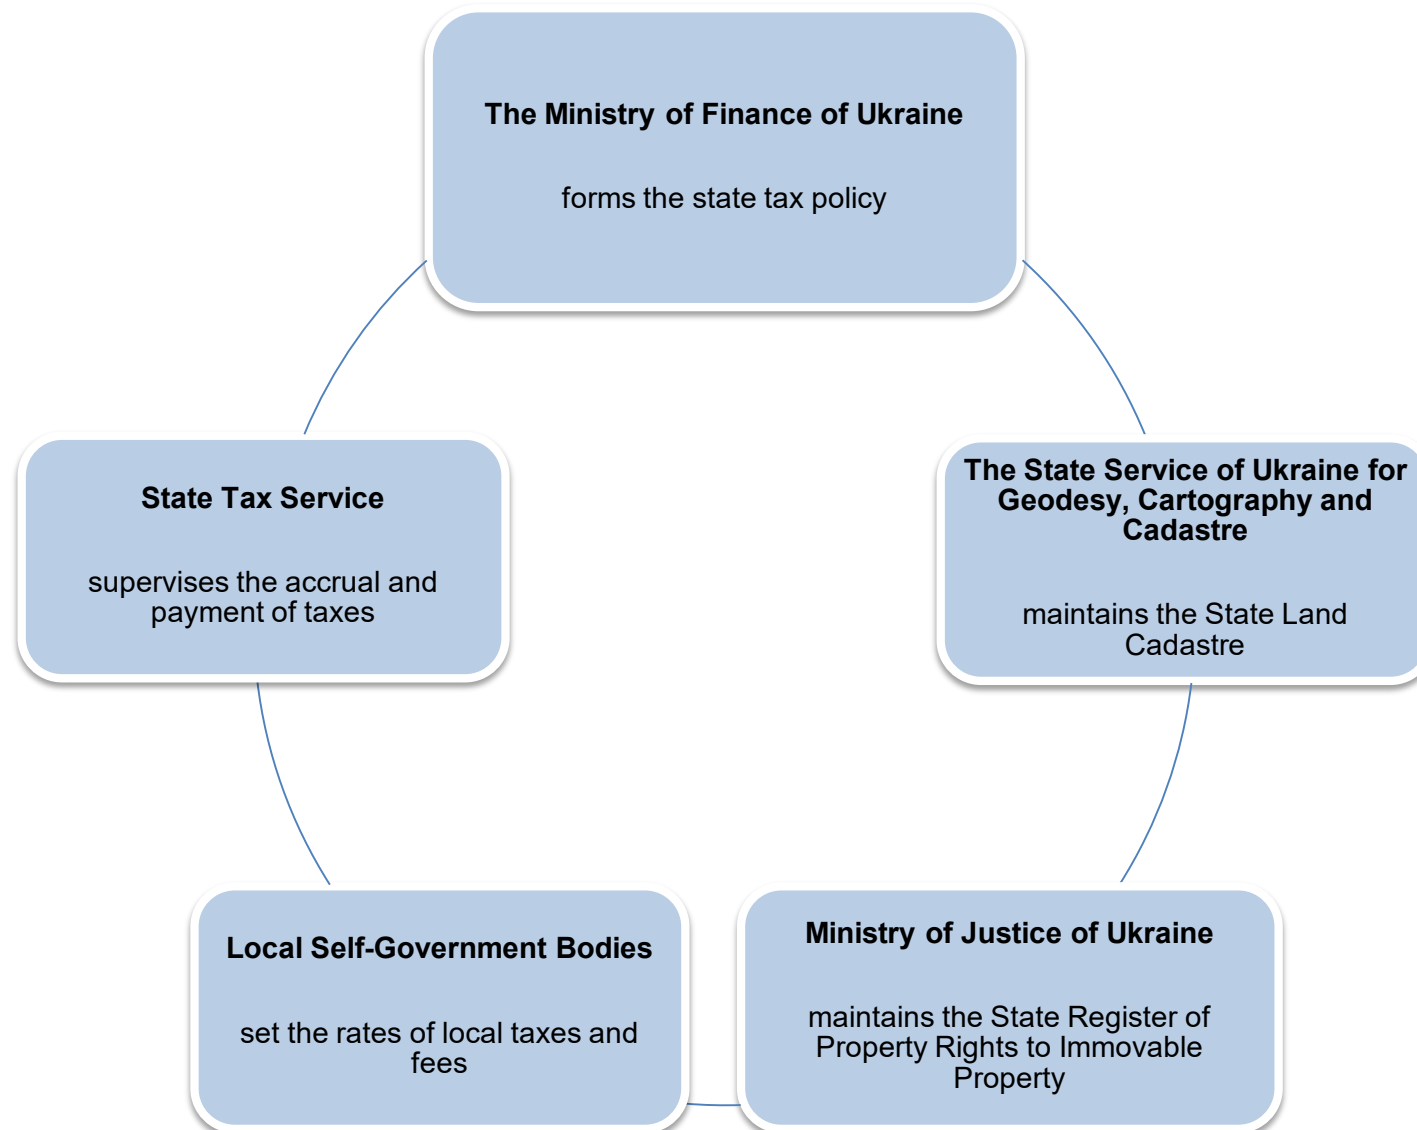 The Ministry of Finance of Ukraine
forms the state tax policy
State Tax Service
supervises the accrual and
payment of taxes
The State Service of Ukraine for
Geodesy, Cartography and
Cadastre
maintains the State Land
Cadastre
Local Self-Government Bodies
set the rates of local taxes and
fees
Ministry of Justice of Ukraine
maintains the State Register of
Property Rights to Immovable
Property